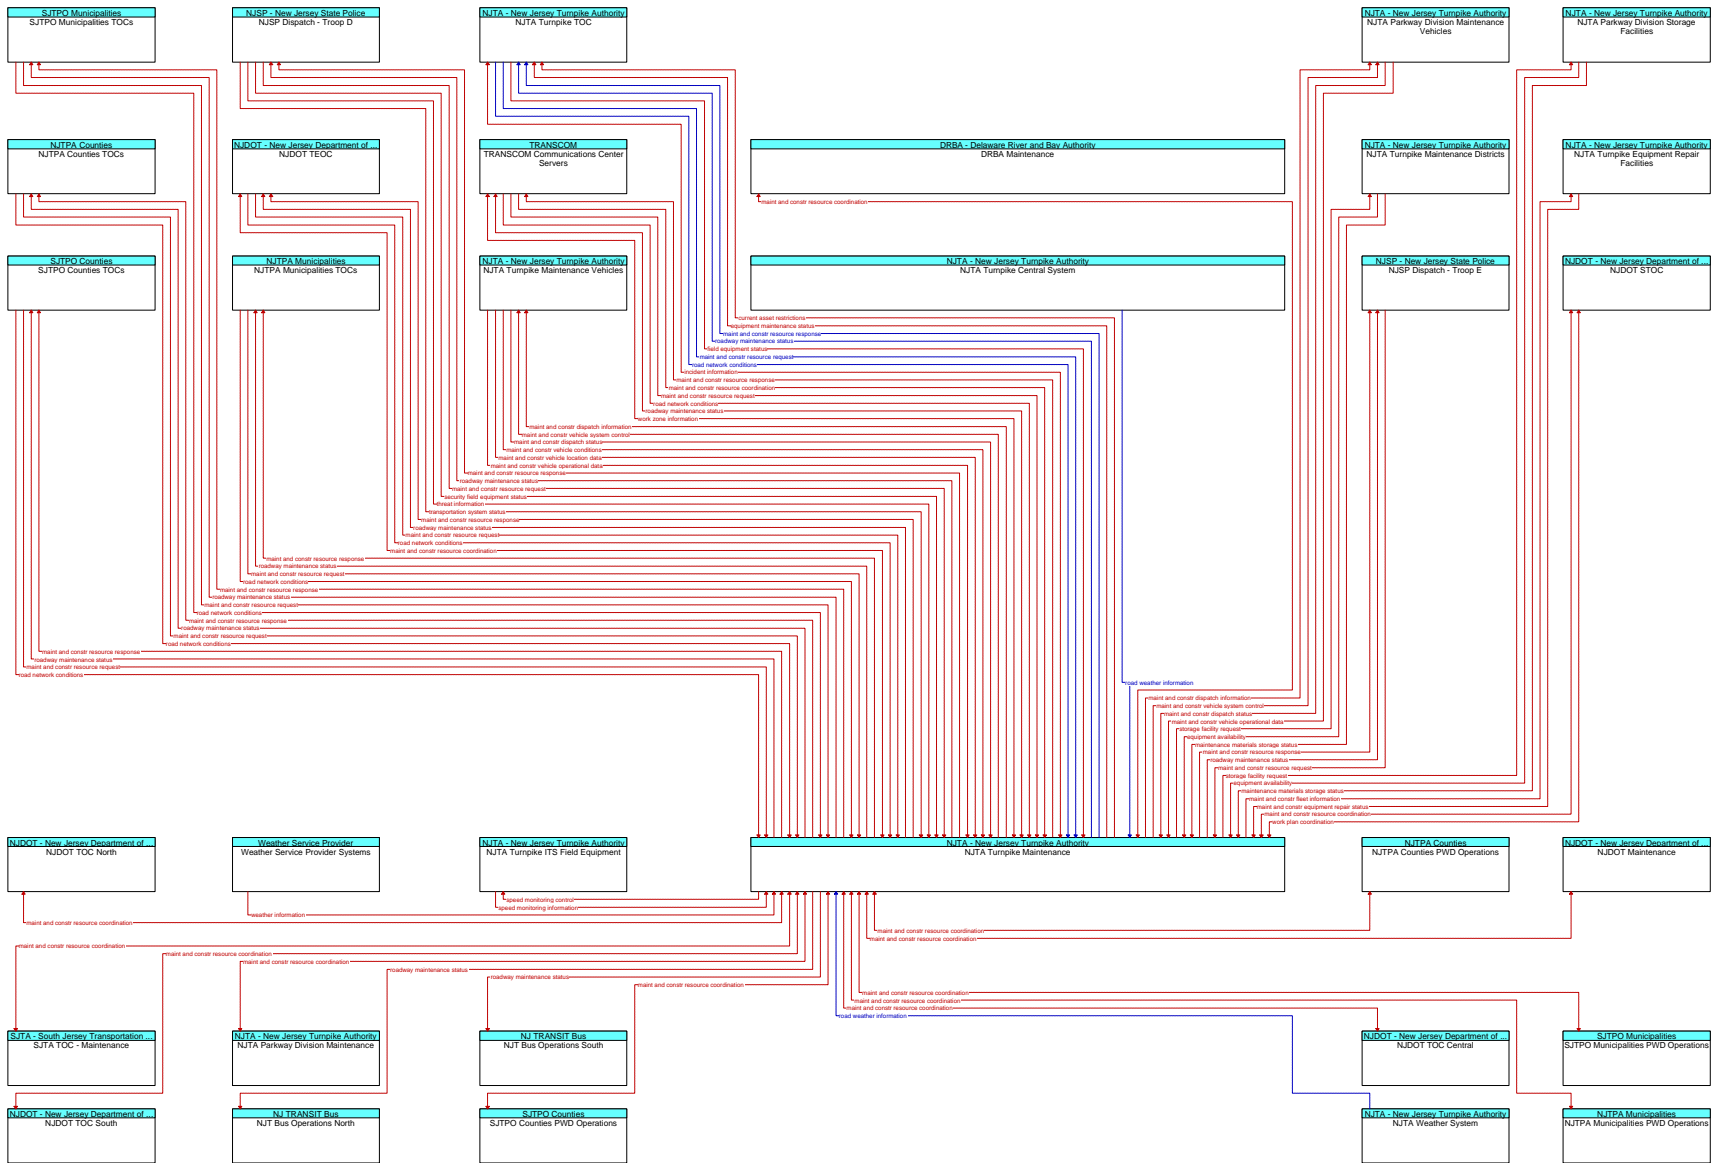 SJTPO Municipalities
SJTPO Municipalities TOCs
NJSP - New Jersey State Police
NJSP Dispatch - Troop D
NJTA - New Jersey Turnpike Authority
NJTA Turnpike TOC
NJTA - New Jersey Turnpike Authority
NJTA Parkway Division Maintenance
Vehicles
NJTA - New Jersey Turnpike Authority
NJTA Parkway Division Storage
Facilities
NJTPA Counties
NJTPA Counties TOCs
NJDOT - New Jersey Department of ...
NJDOT TEOC
TRANSCOM
TRANSCOM Communications Center
Servers
DRBA - Delaware River and Bay Authority
DRBA Maintenance
NJTA - New Jersey Turnpike Authority
NJTA Turnpike Maintenance Districts
NJTA - New Jersey Turnpike Authority
NJTA Turnpike Equipment Repair
Facilities
maint and constr resource coordination
SJTPO Counties
SJTPO Counties TOCs
NJTPA Municipalities
NJTPA Municipalities TOCs
NJTA - New Jersey Turnpike Authority
NJTA Turnpike Maintenance Vehicles
NJTA - New Jersey Turnpike Authority
NJTA Turnpike Central System
NJSP - New Jersey State Police
NJSP Dispatch - Troop E
NJDOT - New Jersey Department of ...
NJDOT STOC
current asset restrictions
equipment maintenance status
maint and constr resource response
roadway maintenance status
field equipment status
maint and constr resource request
road network conditions
incident information
maint and constr resource response
maint and constr resource coordination
maint and constr resource request
road network conditions
roadway maintenance status
work zone information
maint and constr dispatch information
maint and constr vehicle system control
maint and constr dispatch status
maint and constr vehicle conditions
maint and constr vehicle location data
maint and constr vehicle operational data
maint and constr resource response
roadway maintenance status
maint and constr resource request
security field equipment status
threat information
transportation system status
maint and constr resource response
roadway maintenance status
maint and constr resource request
road network conditions
maint and constr resource coordination
maint and constr resource response
roadway maintenance status
maint and constr resource request
road network conditions
maint and constr resource response
roadway maintenance status
maint and constr resource request
road network conditions
maint and constr resource response
roadway maintenance status
maint and constr resource request
road network conditions
maint and constr resource response
roadway maintenance status
maint and constr resource request
road network conditions
road weather information
maint and constr dispatch information
maint and constr vehicle system control
maint and constr dispatch status
maint and constr vehicle operational data
storage facility request
equipment availability
maintenance materials storage status
maint and constr resource response
roadway maintenance status
maint and constr resource request
storage facility request
equipment availability
maintenance materials storage status
maint and constr fleet information
maint and constr equipment repair status
maint and constr resource coordination
work plan coordination
NJDOT - New Jersey Department of ...
NJDOT TOC North
Weather Service Provider
Weather Service Provider Systems
NJTA - New Jersey Turnpike Authority
NJTA Turnpike ITS Field Equipment
NJTA - New Jersey Turnpike Authority
NJTA Turnpike Maintenance
NJTPA Counties
NJTPA Counties PWD Operations
NJDOT - New Jersey Department of ...
NJDOT Maintenance
speed monitoring control
speed monitoring information
weather information
maint and constr resource coordination
maint and constr resource coordination
maint and constr resource coordination
maint and constr resource coordination
maint and constr resource coordination
maint and constr resource coordination
roadway maintenance status
roadway maintenance status
maint and constr resource coordination
maint and constr resource coordination
maint and constr resource coordination
maint and constr resource coordination
road weather information
SJTA - South Jersey Transportation ...
SJTA TOC - Maintenance
NJTA - New Jersey Turnpike Authority
NJTA Parkway Division Maintenance
NJ TRANSIT Bus
NJT Bus Operations South
NJDOT - New Jersey Department of ...
NJDOT TOC Central
SJTPO Municipalities
SJTPO Municipalities PWD Operations
NJDOT - New Jersey Department of ...
NJDOT TOC South
NJ TRANSIT Bus
NJT Bus Operations North
SJTPO Counties
SJTPO Counties PWD Operations
NJTA - New Jersey Turnpike Authority
NJTA Weather System
NJTPA Municipalities
NJTPA Municipalities PWD Operations